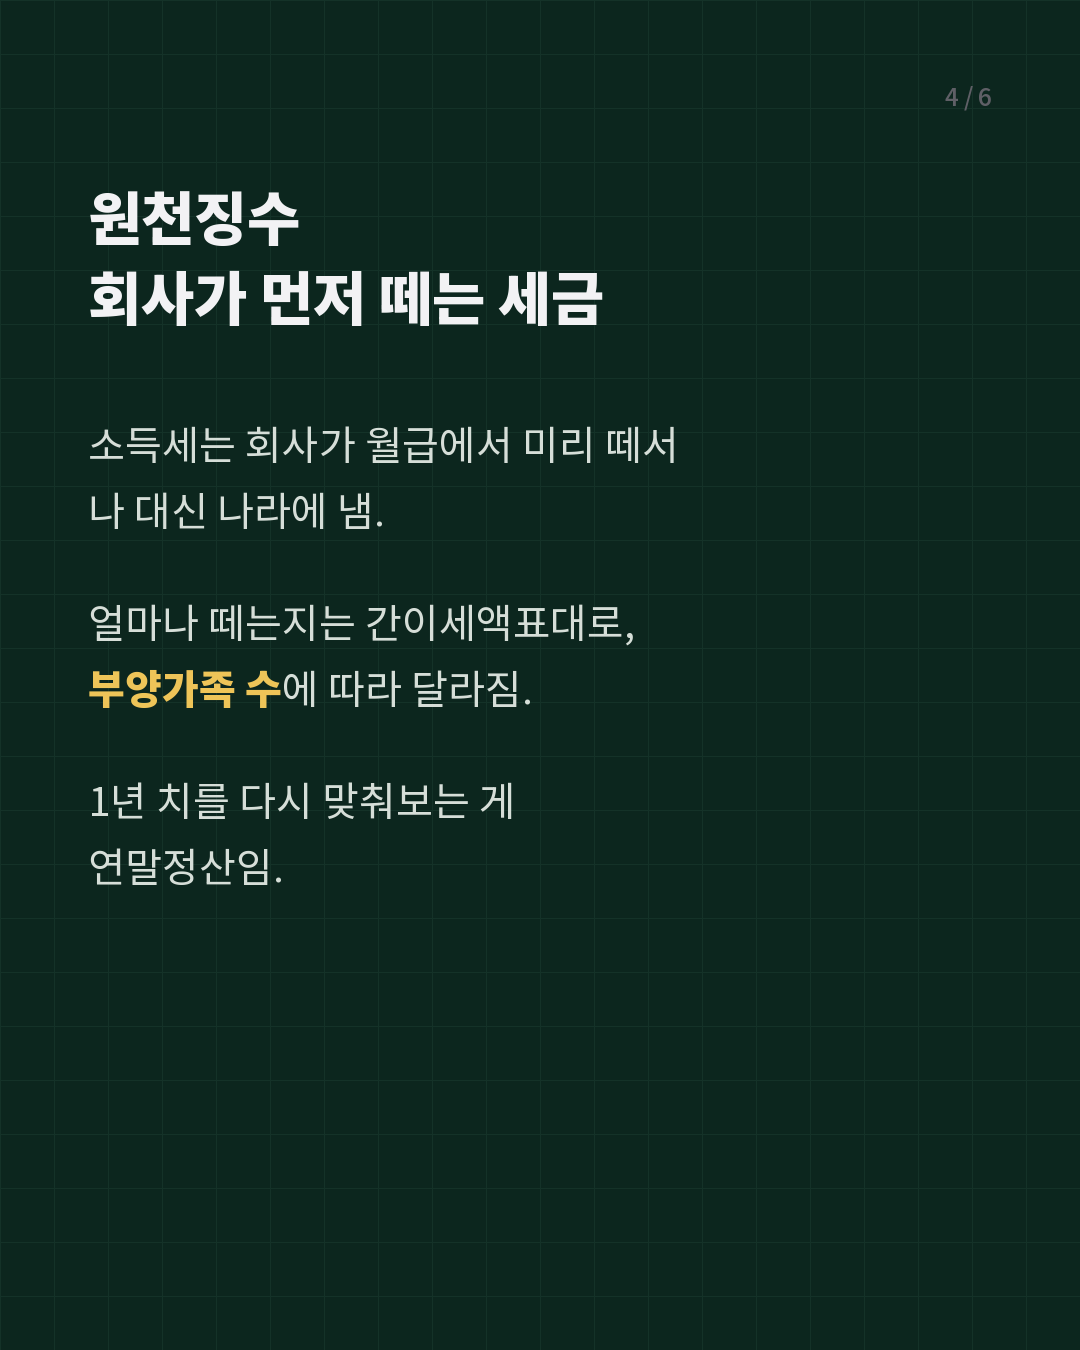 4 / 6
원천징수
회사가 먼저 떼는 세금
소득세는 회사가 월급에서 미리 떼서
나 대신 나라에 냄.
얼마나 떼는지는 간이세액표대로,
부양가족 수에 따라 달라짐.
1년 치를 다시 맞춰보는 게
연말정산임.